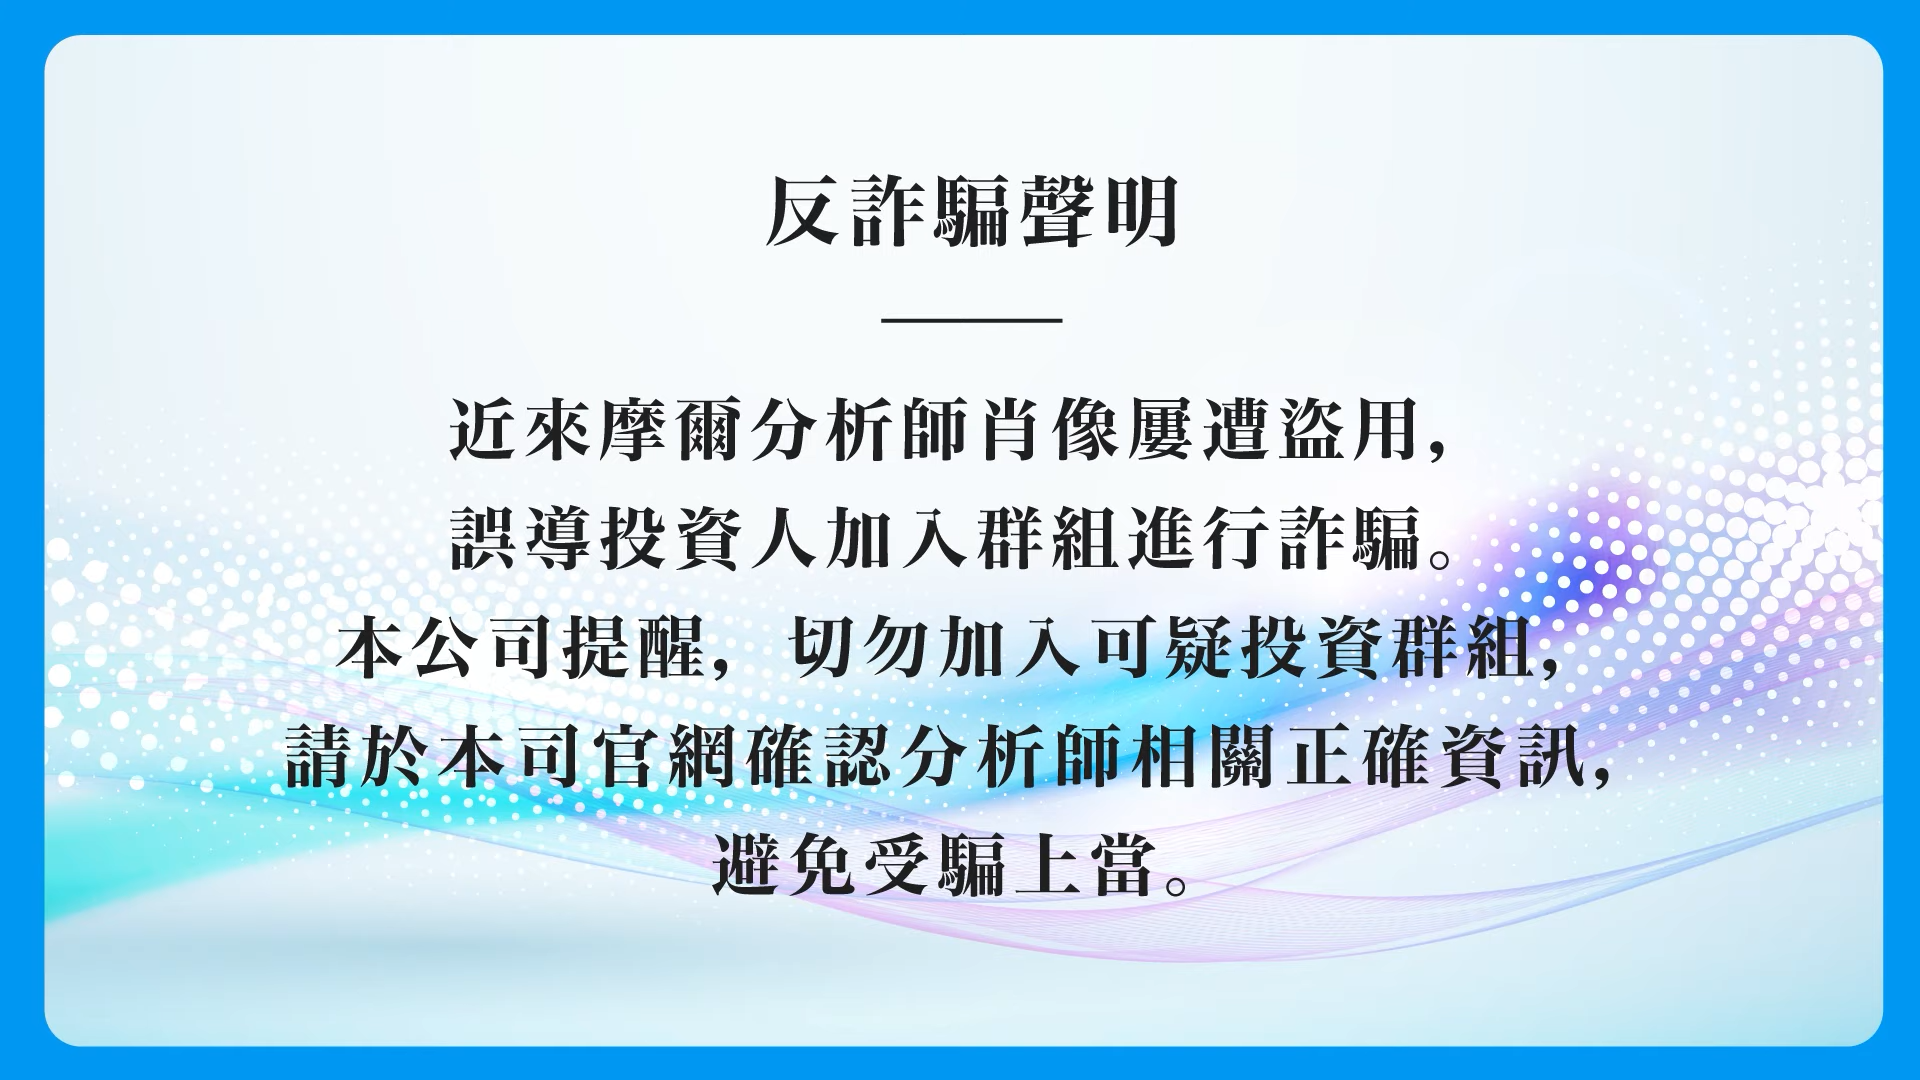 反詐騙聲明
近來摩爾分析師肖像屢遭盜用，
誤導投資人加入群組進行詐騙。
本公司提醒，切勿加入可疑投資群組，
請於本司官網確認分析師相關正確資訊，
避免受騙上當。